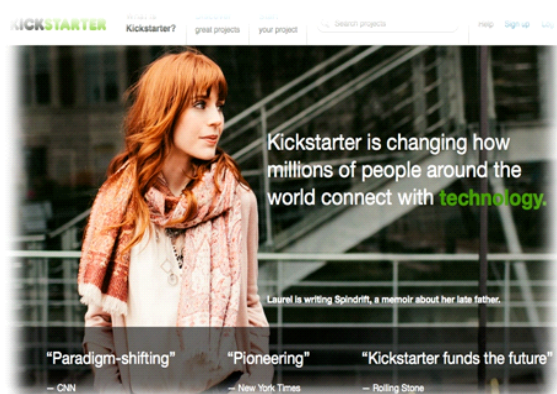 KICKSTARTER
Kickstarter?
great projects
your project
Search projects
Help
Sign up
Kickstarter is changing how
millions of people around the
world connect with technology.
Laurel is writing Spindrift, a memoir about her late father.
“Paradigm-shifting”
“Pioneering”
“Kickstarter funds the future”
— CNN
— New York Times
— Rolling Stone